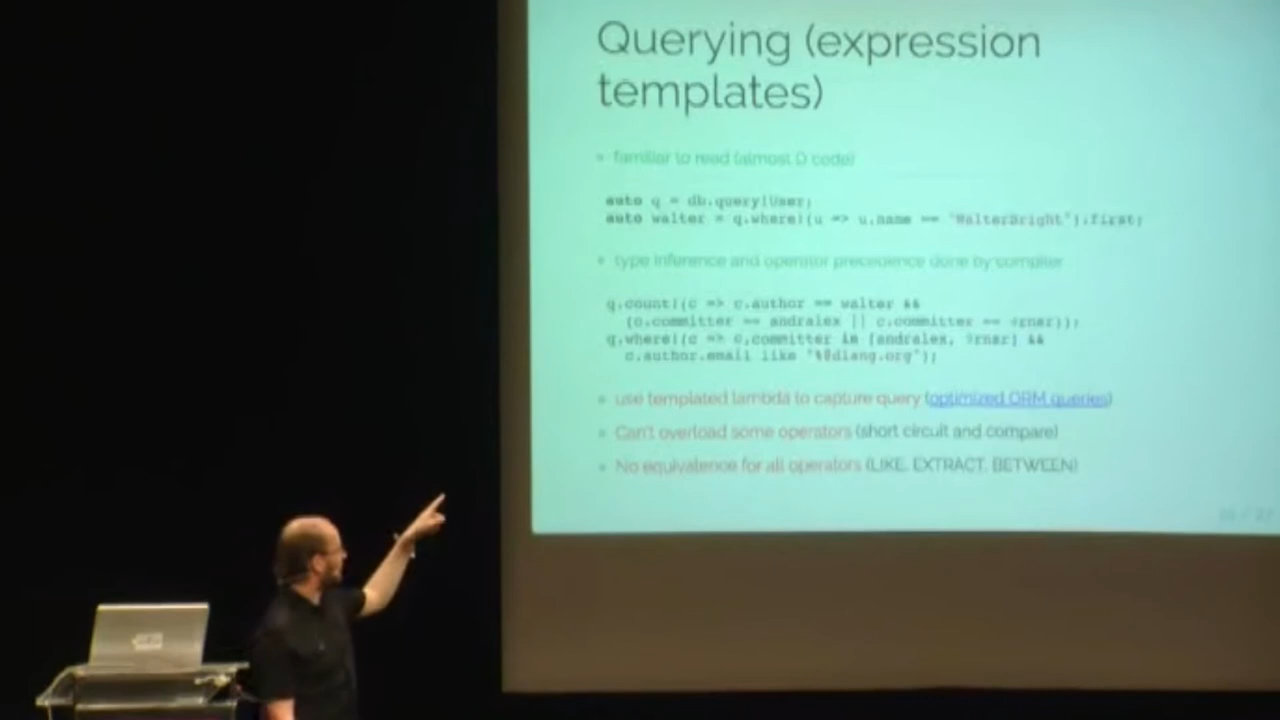 Querying (expression
templates)
familiar to read (almost D code)
auto q = db.query!User;
auto walter = q.where!(u => u.name == "WalterBright").first;
type inference and operator precedence done by compiler
q.count!(c => c.author == walter &&
(c.committer == andralex || c.committer == 9rnsr));
q.where!(c => c.committer in [andralex, 9rnsr] &&
c.author.email like "%@dlang.org");
use templated lambda to capture query (optimized ORM queries)
Can't overload some operators (short circuit and compare)
No equivalence for all operators (LIKE, EXTRACT, BETWEEN)